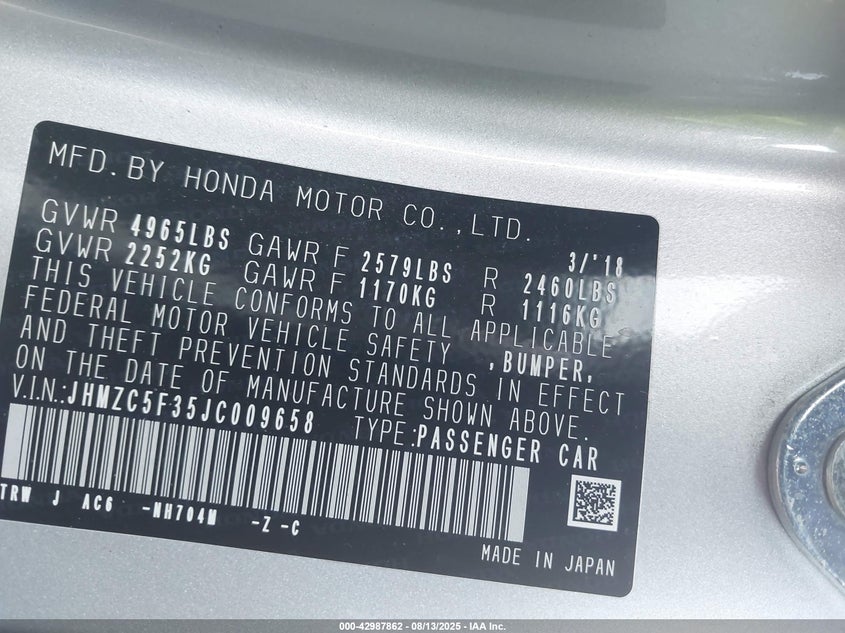 MFD. BY HONDA MOTOR CO., LTD.
3/'18
GVWR 4965LBS GAWR F 2579LBS R 2460LBS
GVWR 2252KG GAWR F 1170KG R 1116KG
THIS VEHICLE CONFORMS TO ALL APPLICABLE
FEDERAL MOTOR VEHICLE SAFETY , BUMPER,
AND THEFT PREVENTION STANDARDS IN EFFECT
ON THE DATE OF MANUFACTURE SHOWN ABOVE.
V.I.N.:JHMZC5F35JC009658 TYPE:PASSENGER CAR
TRW J AC6 -NH704M -Z -C
MADE IN JAPAN
000-42987862 - 08/13/2025 - IAA Inc.